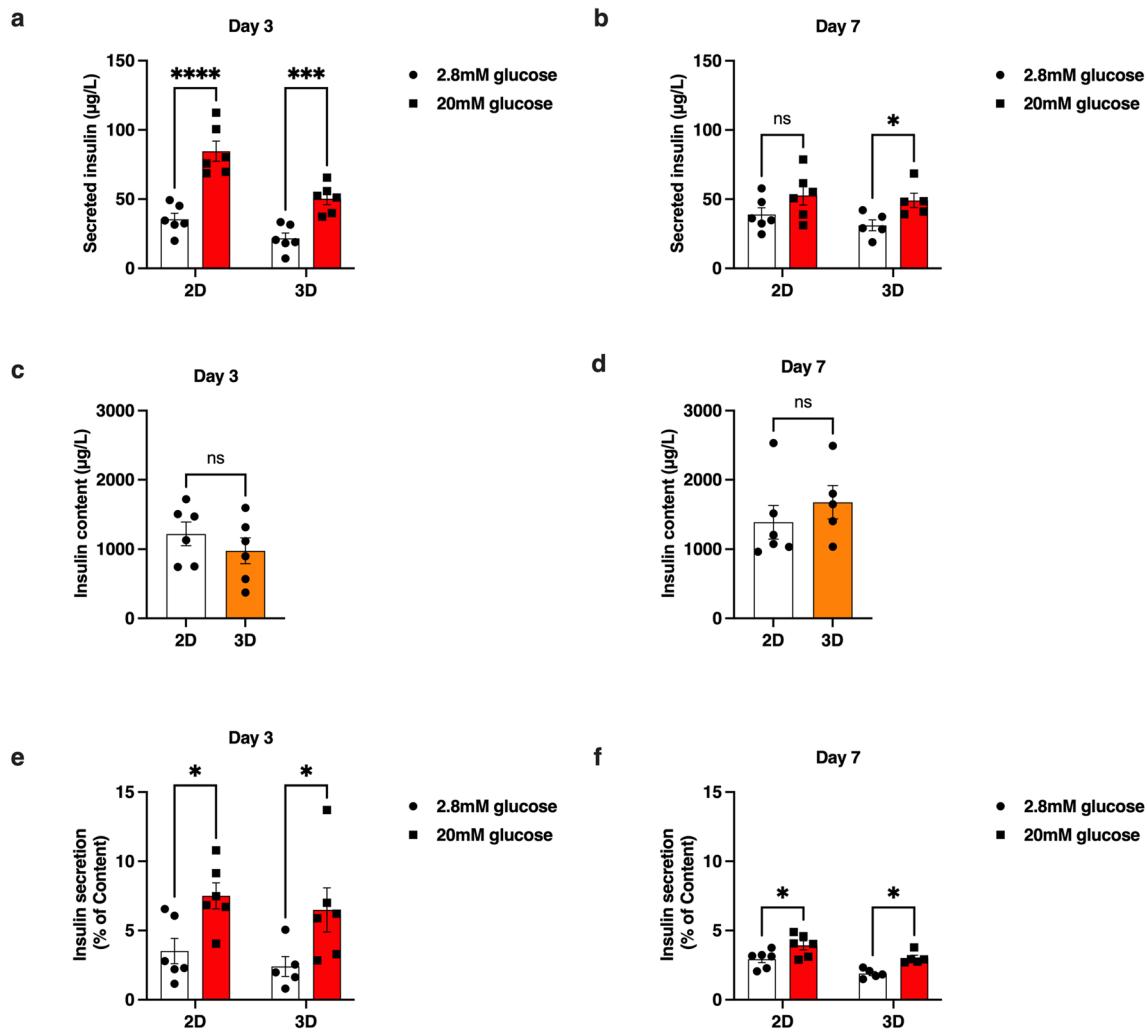 a
Day 3
Secreted insulin (µg/L)
150
100
50
0
****
***
2D
3D
2.8mM glucose
20mM glucose
b
Day 7
Secreted insulin (µg/L)
150
100
50
0
ns
*
2D
3D
2.8mM glucose
20mM glucose
c
Day 3
Insulin content (µg/L)
3000
2000
1000
0
ns
2D
3D
d
Day 7
Insulin content (µg/L)
3000
2000
1000
0
ns
2D
3D
e
Day 3
Insulin secretion
(% of Content)
15
10
5
0
*
*
2D
3D
2.8mM glucose
20mM glucose
f
Day 7
Insulin secretion
(% of Content)
15
10
5
0
*
*
2D
3D
2.8mM glucose
20mM glucose